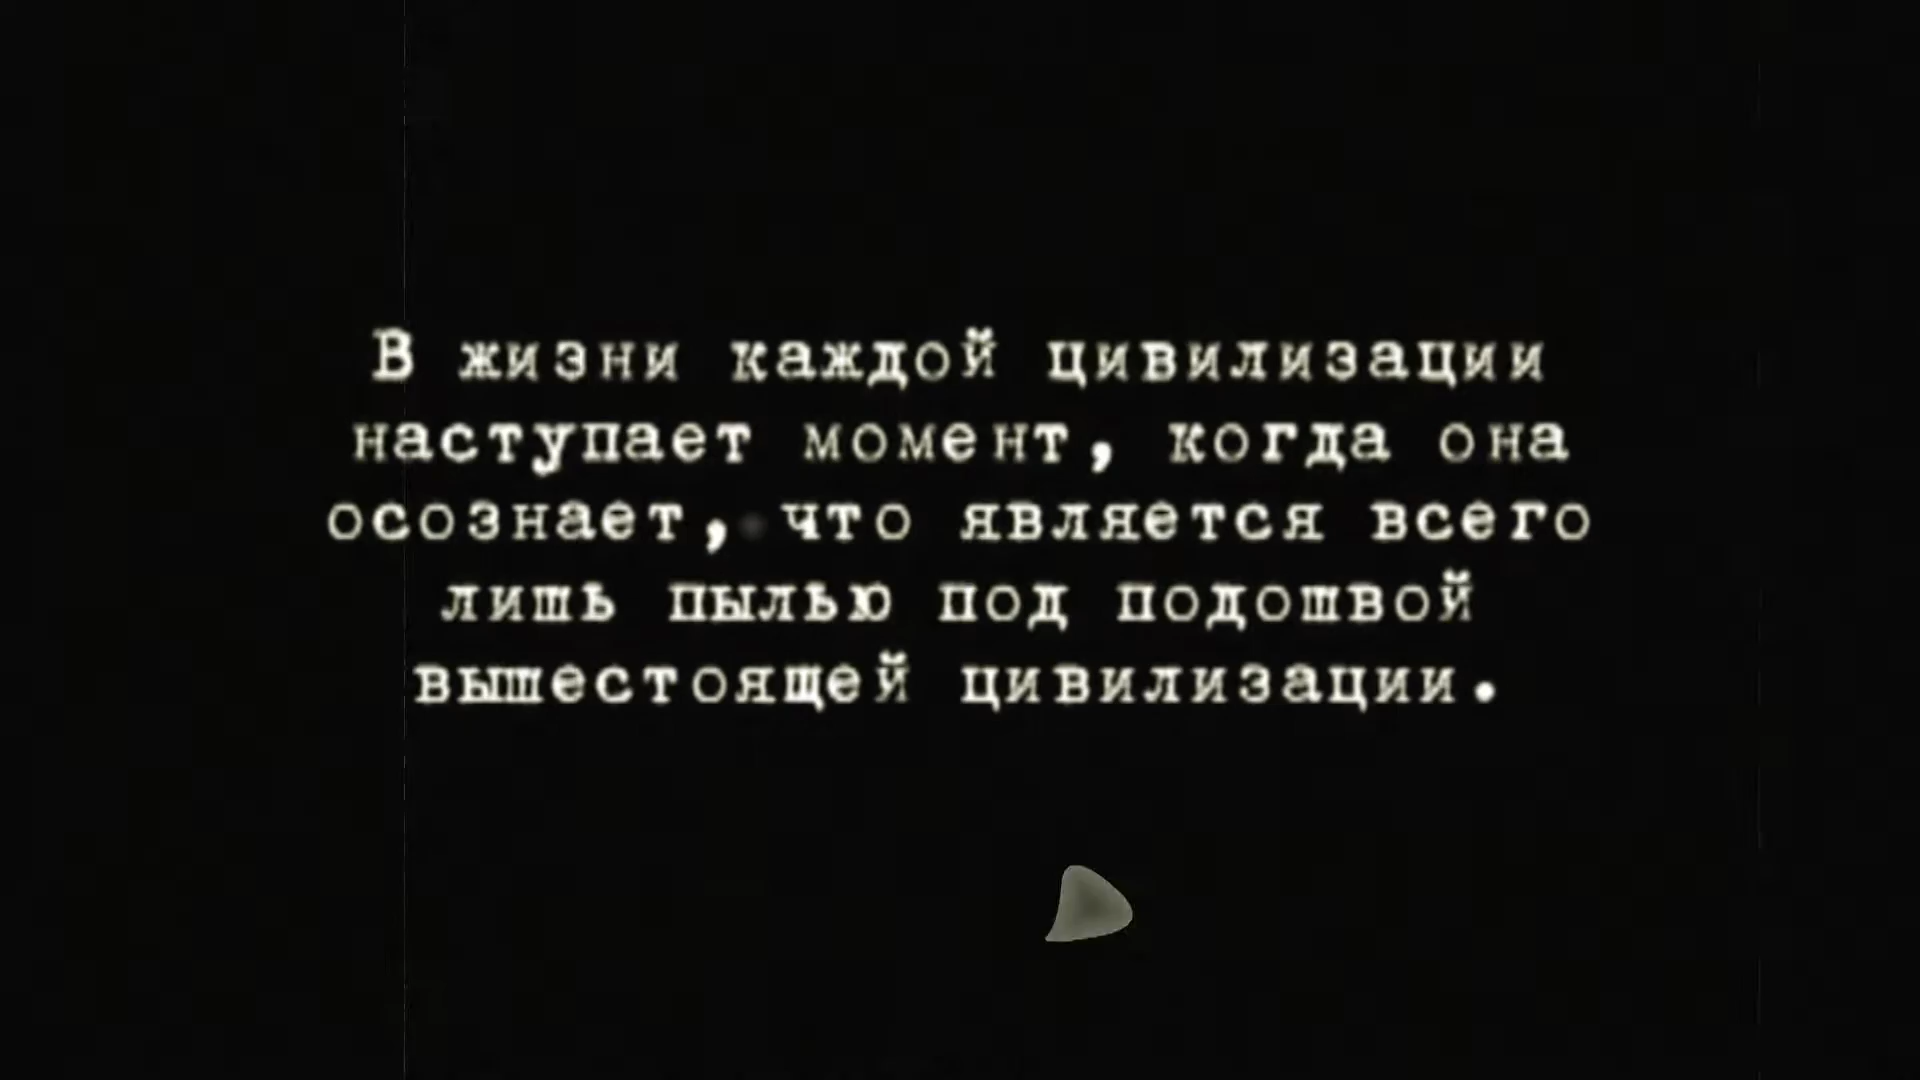 В жизни каждой цивилизации
наступает момент, когда она
осознает, что является всего
лишь пылью под подошвой
вышестоящей цивилизации.